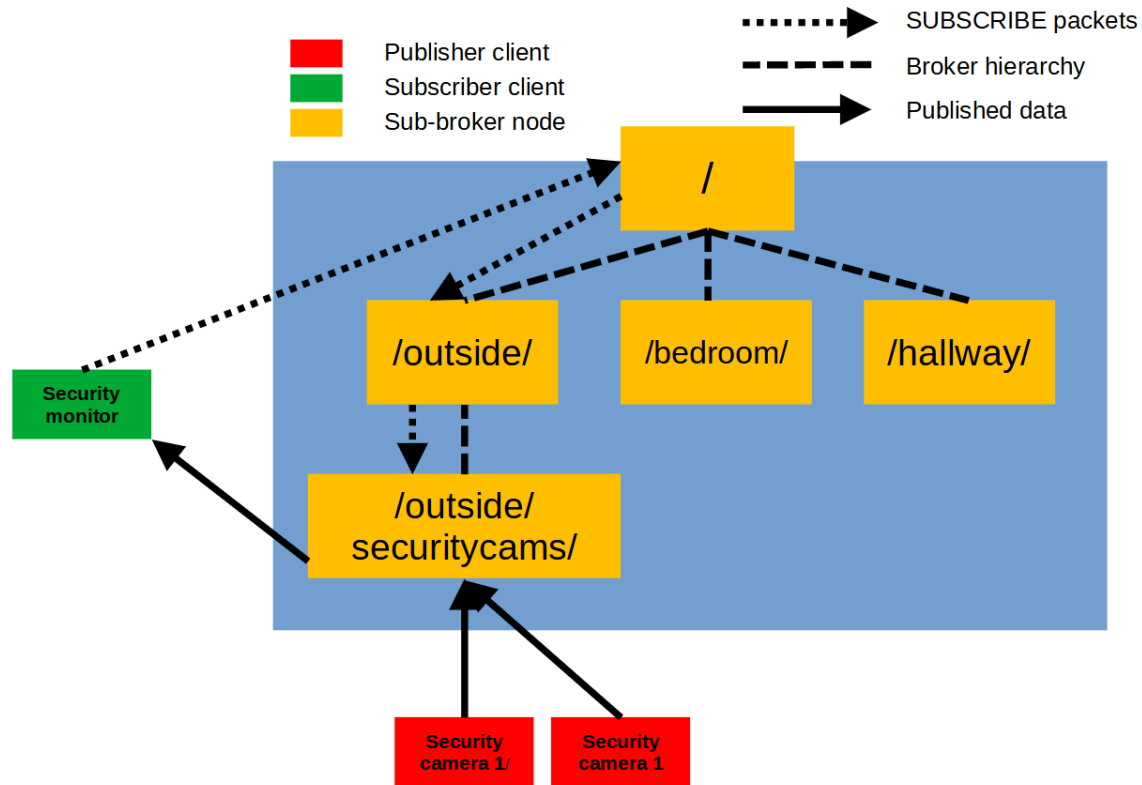 SUBSCRIBE packets
Publisher client
Broker hierarchy
Subscriber client
Published data
Sub-broker node
/
/outside/
/bedroom/
/hallway/
Security
monitor
/outside/
securitycams/
Security
camera 1/
Security
camera 1